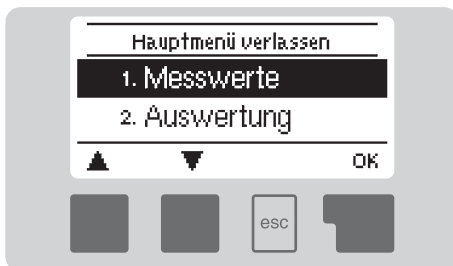 Hauptmenü verlassen
1. Messwerte
2. Auswertung
OK
esc